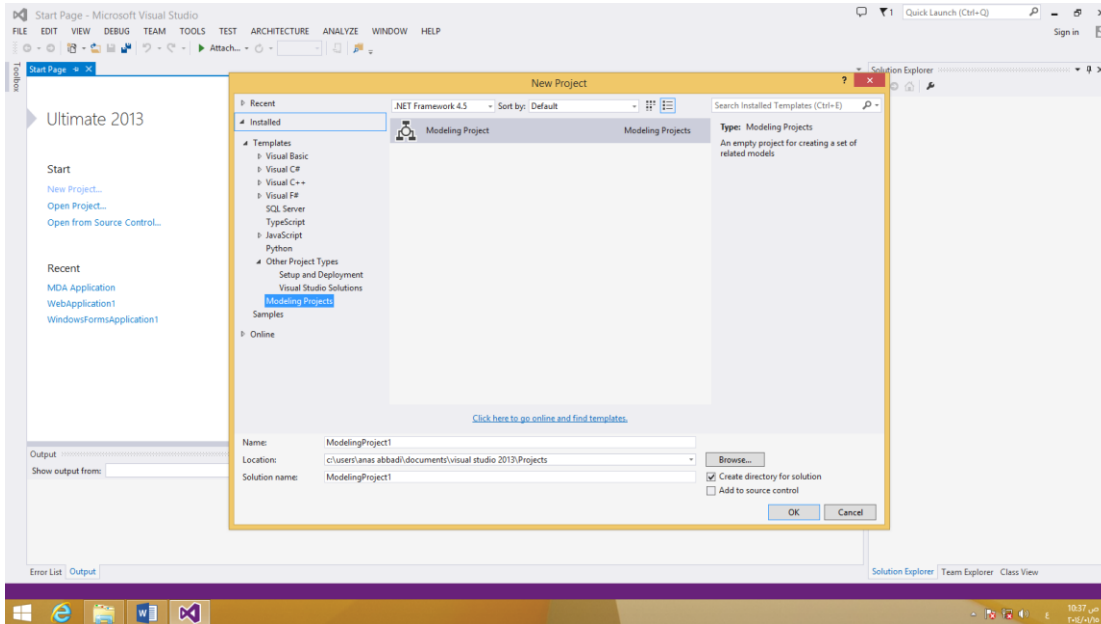 Start Page - Microsoft Visual Studio
1
Quick Launch (Ctrl+Q)
FILE EDIT VIEW DEBUG TEAM TOOLS TEST ARCHITECTURE ANALYZE WINDOW HELP
Sign in
Attach...
Toolbox
Start Page
Solution Explorer
Ultimate 2013
Start
New Project...
Open Project...
Open from Source Control...
Recent
MDA Application
WebApplication1
WindowsFormsApplication1
New Project
?
Recent
Installed
Templates
Visual Basic
Visual C#
Visual C++
Visual F#
SQL Server
TypeScript
JavaScript
Python
Other Project Types
Setup and Deployment
Visual Studio Solutions
Modeling Projects
Samples
Online
.NET Framework 4.5 Sort by: Default
Modeling Project Modeling Projects
Search Installed Templates (Ctrl+E)
Type: Modeling Projects
An empty project for creating a set of
related models
Click here to go online and find templates.
Name: ModelingProject1
Location: c:\users\anas abbadi\documents\visual studio 2013\Projects
Browse...
Solution name: ModelingProject1
Create directory for solution
Add to source control
OK Cancel
Output
Show output from:
Error List Output
Solution Explorer Team Explorer Class View
ع
10:37 ص